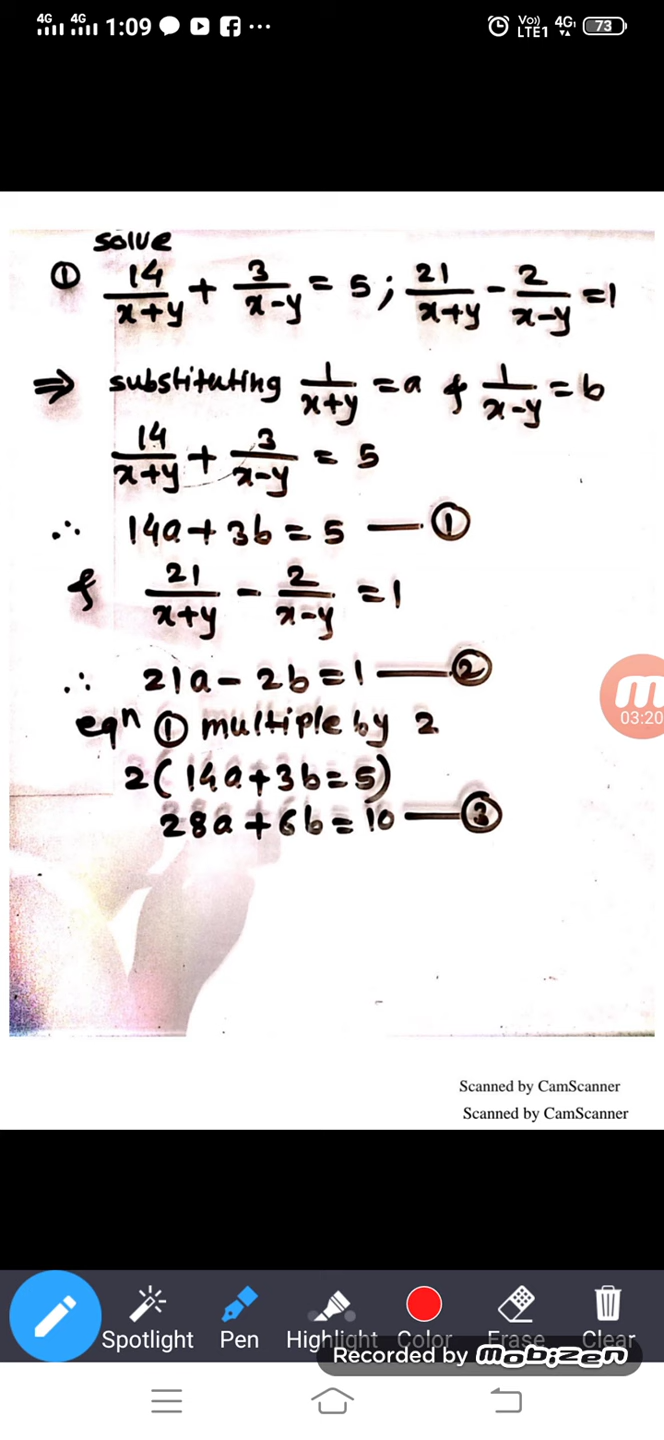 4G 4G 1:09 Vo)) LTE1 4G 73
solve
① 14/x+y + 3/x-y = 5; 21/x+y - 2/x-y =1
⇒ substituting 1/x+y =a & 1/x-y =b
14/x+y + 3/x-y = 5
∴ 14a+3b=5 — ①
& 21/x+y - 2/x-y =1
∴ 21a-2b=1 — ②
eqn ① multiple by 2
2(14a+3b=5)
28a+6b=10 — ③
03:20
Scanned by CamScanner
Scanned by CamScanner
Spotlight Pen Highlight Color Erase Clear
Recorded by mobizen